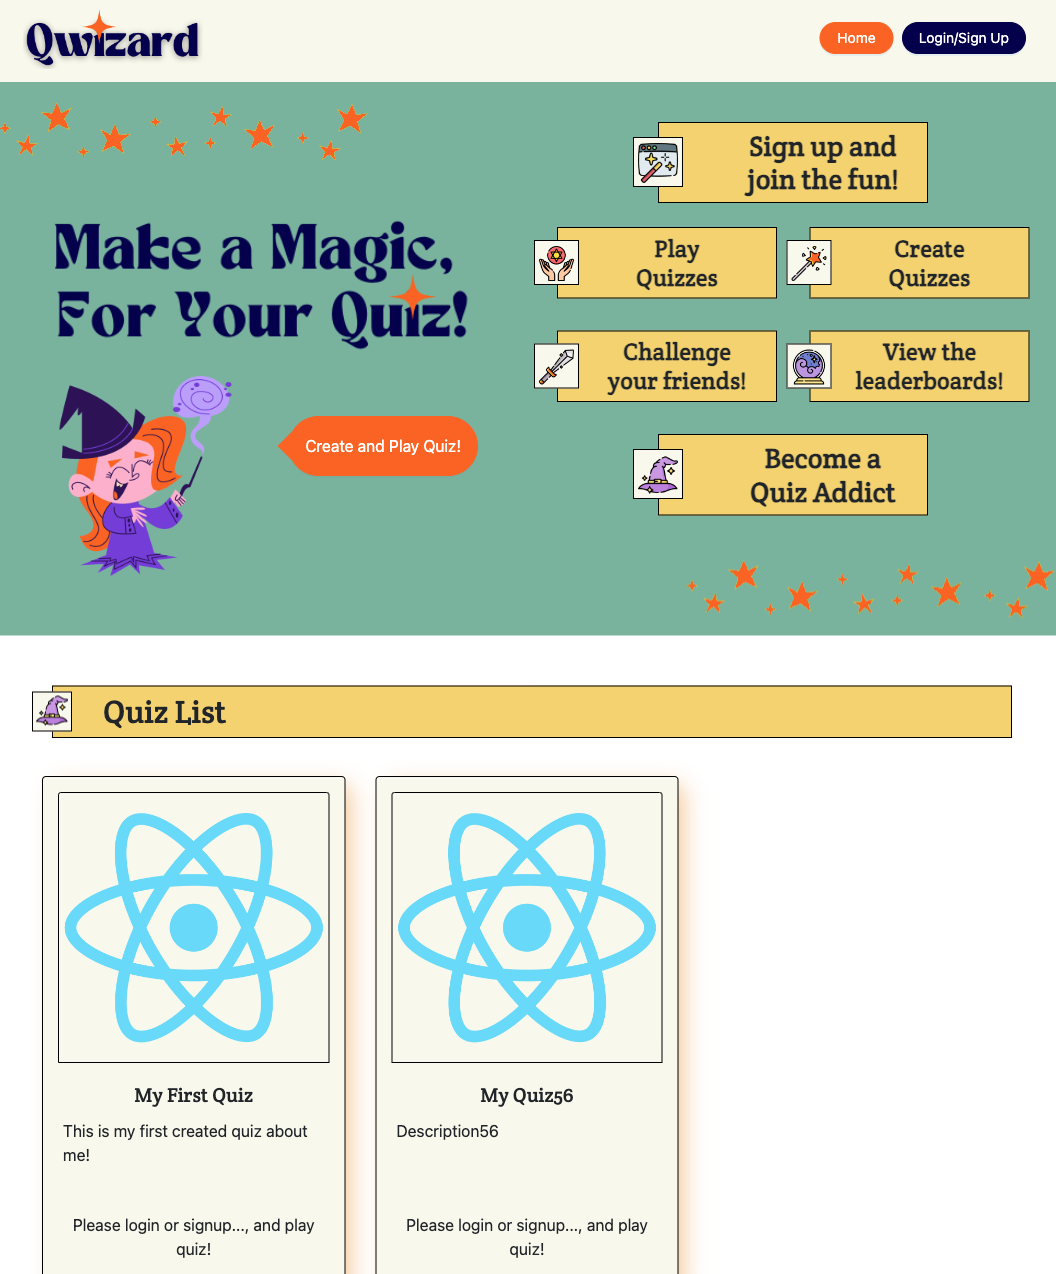 Qwizard
Home
Login/Sign Up
Make a Magic,
For Your Quiz!
Create and Play Quiz!
Sign up and
join the fun!
Play
Quizzes
Create
Quizzes
Challenge
your friends!
View the
leaderboards!
Become a
Quiz Addict
Quiz List
My First Quiz
This is my first created quiz about
me!
Please login or signup..., and play
quiz!
My Quiz56
Description56
Please login or signup..., and play
quiz!